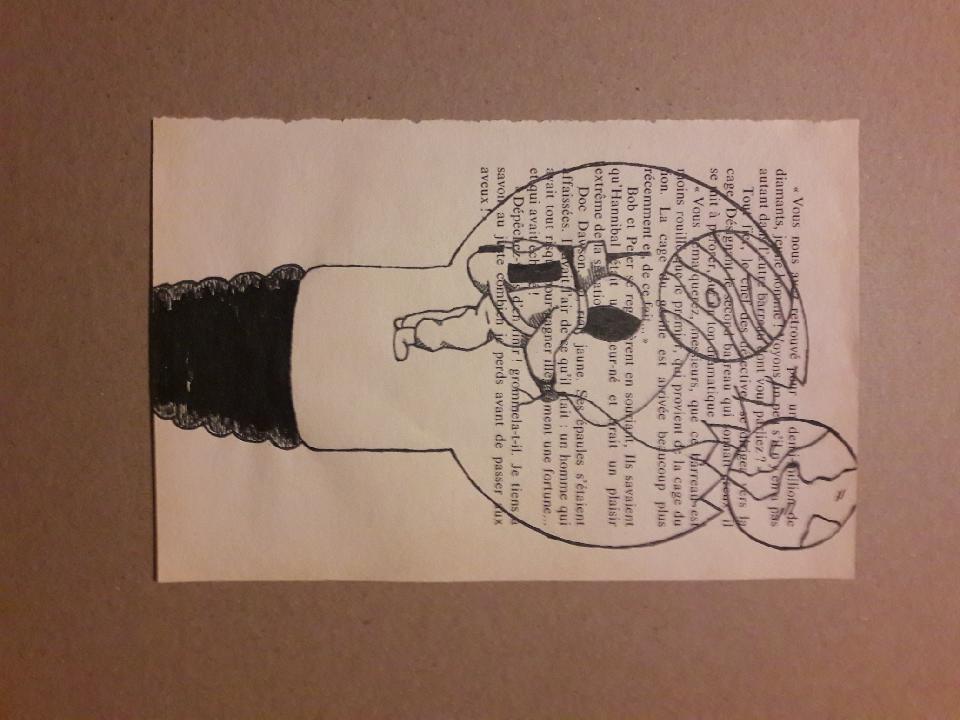 « Vous nous avez retrouvé pour un demi-million de
diamants, jeune homme ! Voyons un peu s'il n'y en a pas
autant dans l'autre barreau dont vous parliez ? »
Tout fier, le chef des détectives se dirigea vers la
cage. Désignant le second barreau qui sonnait creux, il
se mit à pérorer, sur un ton dramatique
« Vous remarquerez, messieurs, que ce barreau est
moins rouillé que le premier, qui provient de la cage du
lion. La cage du gorille est arrivée beaucoup plus
récemment et, de ce fait... »
Bob et Peter se regardèrent en souriant, Ils savaient
qu'Hannibal était un et tirait un plaisir
extrême de la situation
Doc Dawson, riait jaune. Ses épaules s'étaient
affaissées. Il avait l'air de ce qu'il était : un homme qui
avait tout risqué pour gagner illégalement une fortune...
et qui avait échoué !
« Dépêchez-vous d'en finir ! grommela-t-il. Je tiens à
savoir au juste combien je perds avant de passer aux
aveux ! »